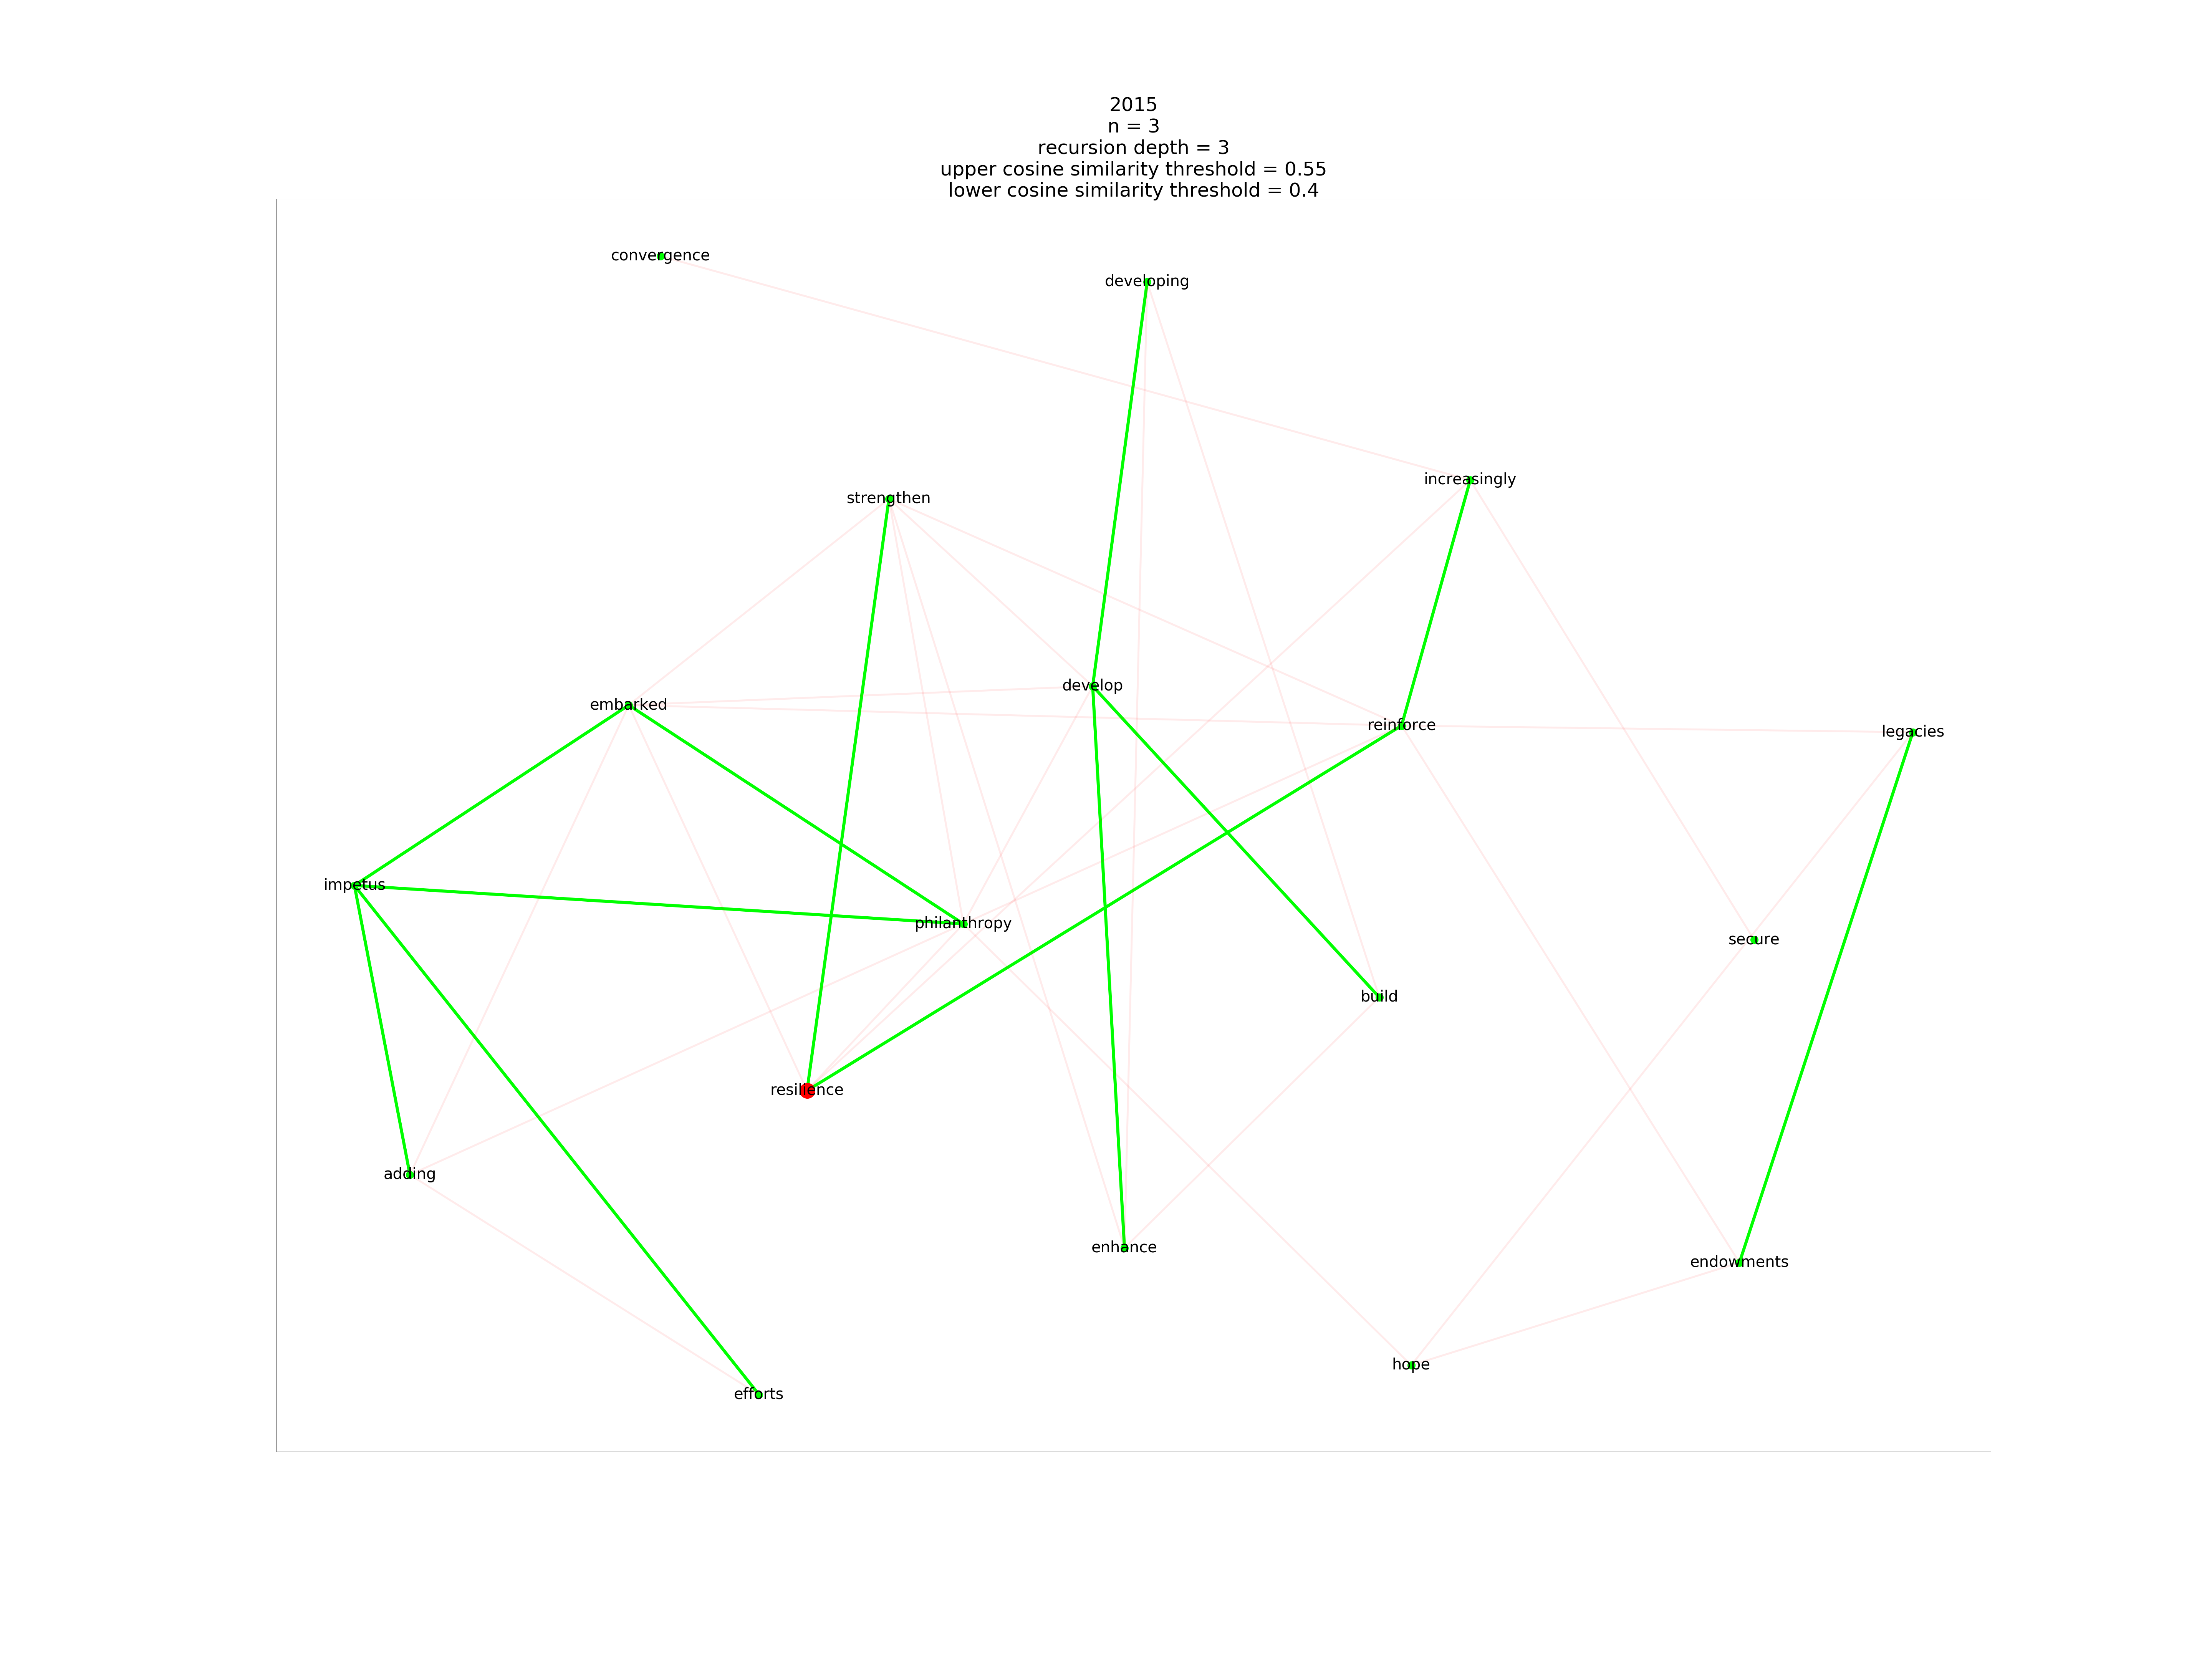 2015
n = 3
recursion depth = 3
upper cosine similarity threshold = 0.55
lower cosine similarity threshold = 0.4
convergence
developing
increasingly
strengthen
develop
embarked
reinforce
legacies
impetus
philanthropy
secure
build
resilience
adding
enhance
endowments
hope
efforts